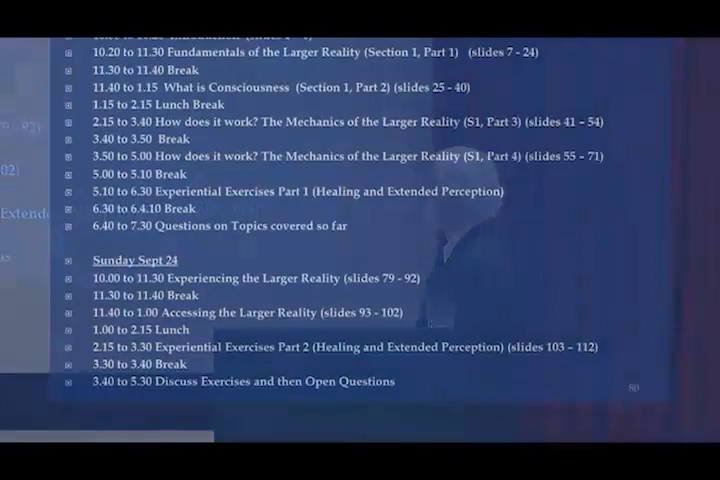 10.20 to 11.30 Fundamentals of the Larger Reality (Section 1, Part 1) (slides 7 - 24)
11.30 to 11.40 Break
11.40 to 1.15 What is Consciousness (Section 1, Part 2) (slides 25 - 40)
1.15 to 2.15 Lunch Break
2.15 to 3.40 How does it work? The Mechanics of the Larger Reality (S1, Part 3) (slides 41 – 54)
3.40 to 3.50 Break
3.50 to 5.00 How does it work? The Mechanics of the Larger Reality (S1, Part 4) (slides 55 – 71)
5.00 to 5.10 Break
5.10 to 6.30 Experiential Exercises Part 1 (Healing and Extended Perception)
6.30 to 6.4.10 Break
6.40 to 7.30 Questions on Topics covered so far
Sunday Sept 24
10.00 to 11.30 Experiencing the Larger Reality (slides 79 - 92)
11.30 to 11.40 Break
11.40 to 1.00 Accessing the Larger Reality (slides 93 - 102)
1.00 to 2.15 Lunch
2.15 to 3.30 Experiential Exercises Part 2 (Healing and Extended Perception) (slides 103 – 112)
3.30 to 3.40 Break
3.40 to 5.30 Discuss Exercises and then Open Questions
80